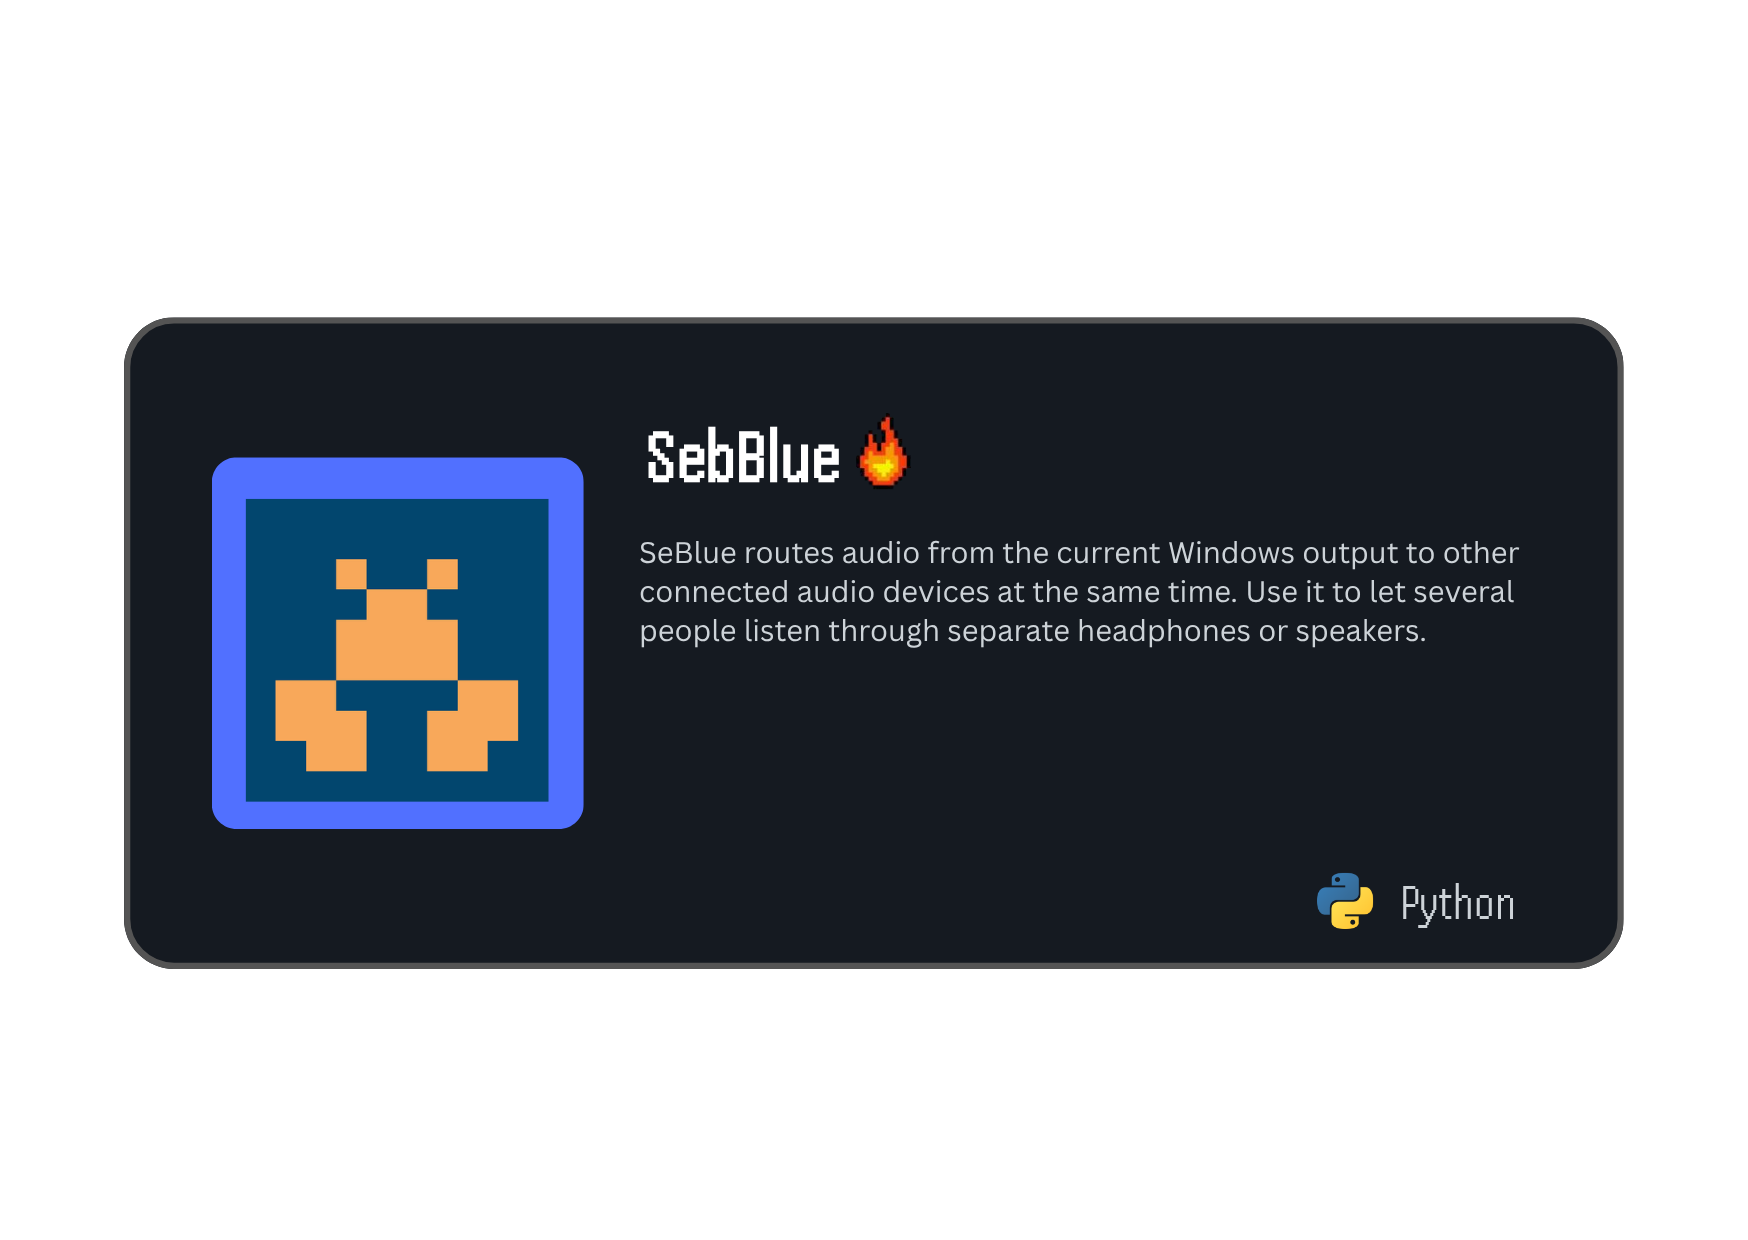 SebBlue
SeBlue routes audio from the current Windows output to other
connected audio devices at the same time. Use it to let several
people listen through separate headphones or speakers.
Python